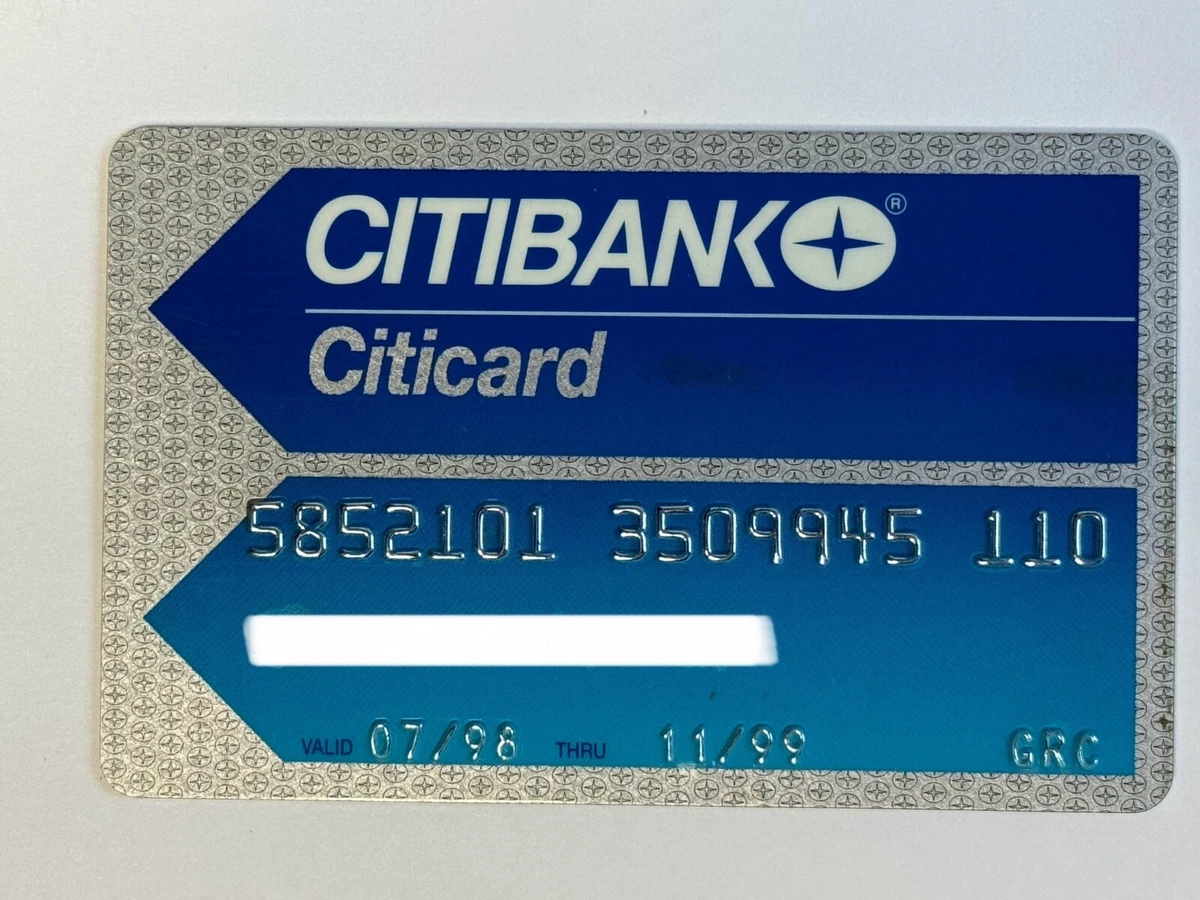 CITIBANK®
Citicard
5852101 3509945 110
VALID 07/98 THRU 11/99 GRC